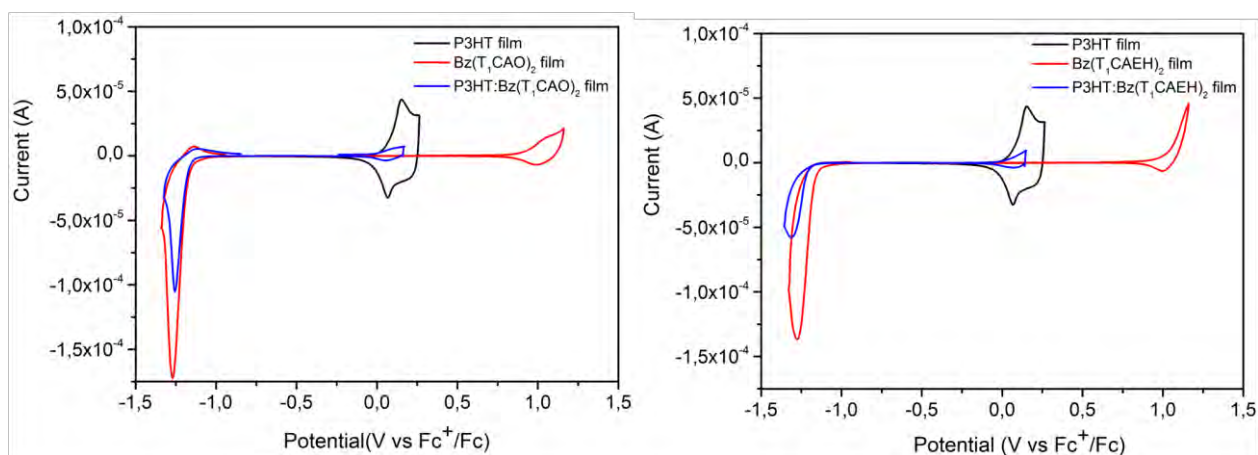 1,0x10⁻⁴
5,0x10⁻⁵
0,0
-5,0x10⁻⁵
-1,0x10⁻⁴
-1,5x10⁻⁴
Current (A)
P3HT film
Bz(T₁CAO)₂ film
P3HT:Bz(T₁CAO)₂ film
-1,5 -1,0 -0,5 0,0 0,5 1,0 1,5
Potential(V vs Fc⁺/Fc)
1,0x10⁻⁴
5,0x10⁻⁵
0,0
-5,0x10⁻⁵
-1,0x10⁻⁴
-1,5x10⁻⁴
Current (A)
P3HT film
Bz(T₁CAEH)₂ film
P3HT:Bz(T₁CAEH)₂ film
-1,5 -1,0 -0,5 0,0 0,5 1,0 1,5
Potential (V vs Fc⁺/Fc)